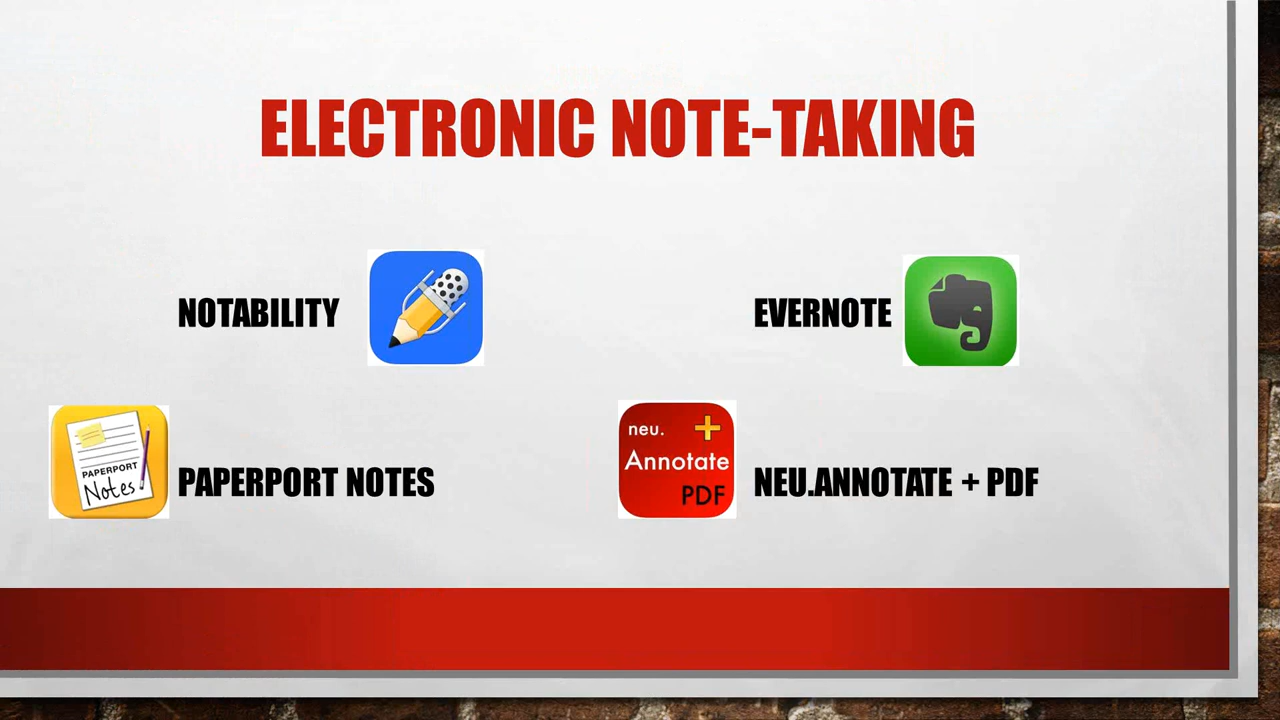 ELECTRONIC NOTE-TAKING
NOTABILITY
EVERNOTE
PAPERPORT
Notes
PAPERPORT NOTES
neu. +
Annotate
PDF
NEU.ANNOTATE + PDF